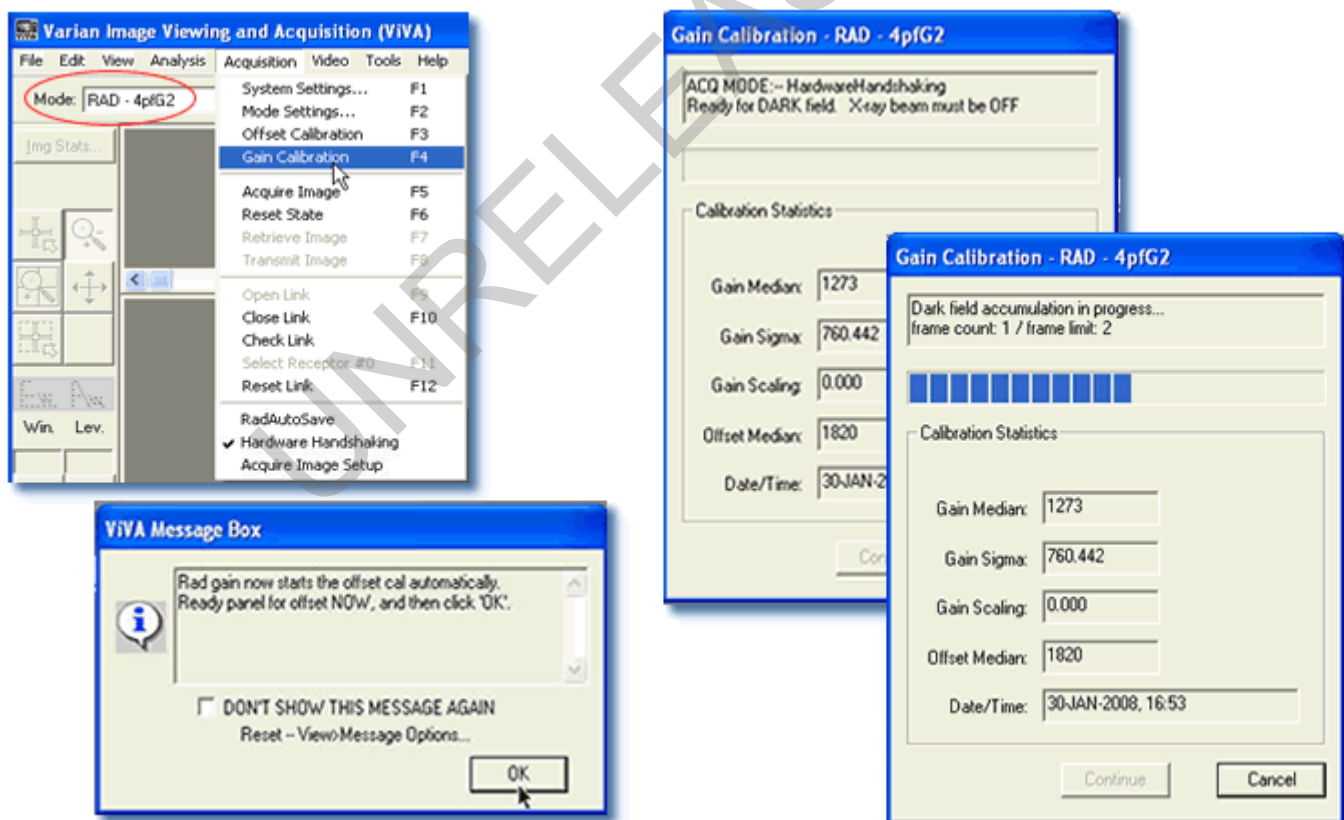 Varian Image Viewing and Acquisition (ViVA)
File Edit View Analysis Acquisition Video Tools Help
Mode: RAD - 4pfG2
Img Stats...
Win. Lev.
System Settings... F1
Mode Settings... F2
Offset Calibration F3
Gain Calibration F4
Acquire Image F5
Reset State F6
Retrieve Image F7
Transmit Image F8
Open Link F9
Close Link F10
Check Link
Select Receptor #0 F11
Reset Link F12
RadAutoSave
Hardware Handshaking
Acquire Image Setup
ViVA Message Box
Rad gain now starts the offset cal automatically.
Ready panel for offset NOW, and then click 'OK'.
DON'T SHOW THIS MESSAGE AGAIN
Reset -- View>Message Options...
OK
Gain Calibration - RAD - 4pfG2
ACQ MODE:-- HardwareHandshaking
Ready for DARK field. X-ray beam must be OFF
Calibration Statistics
Gain Median: 1273
Gain Sigma: 760.442
Gain Scaling: 0.000
Offset Median: 1820
Date/Time: 30-JAN-2
Con
Gain Calibration - RAD - 4pfG2
Dark field accumulation in progress...
frame count: 1 / frame limit: 2
Calibration Statistics
Gain Median: 1273
Gain Sigma: 760.442
Gain Scaling: 0.000
Offset Median: 1820
Date/Time: 30-JAN-2008, 16:53
Continue Cancel
UNRELEA